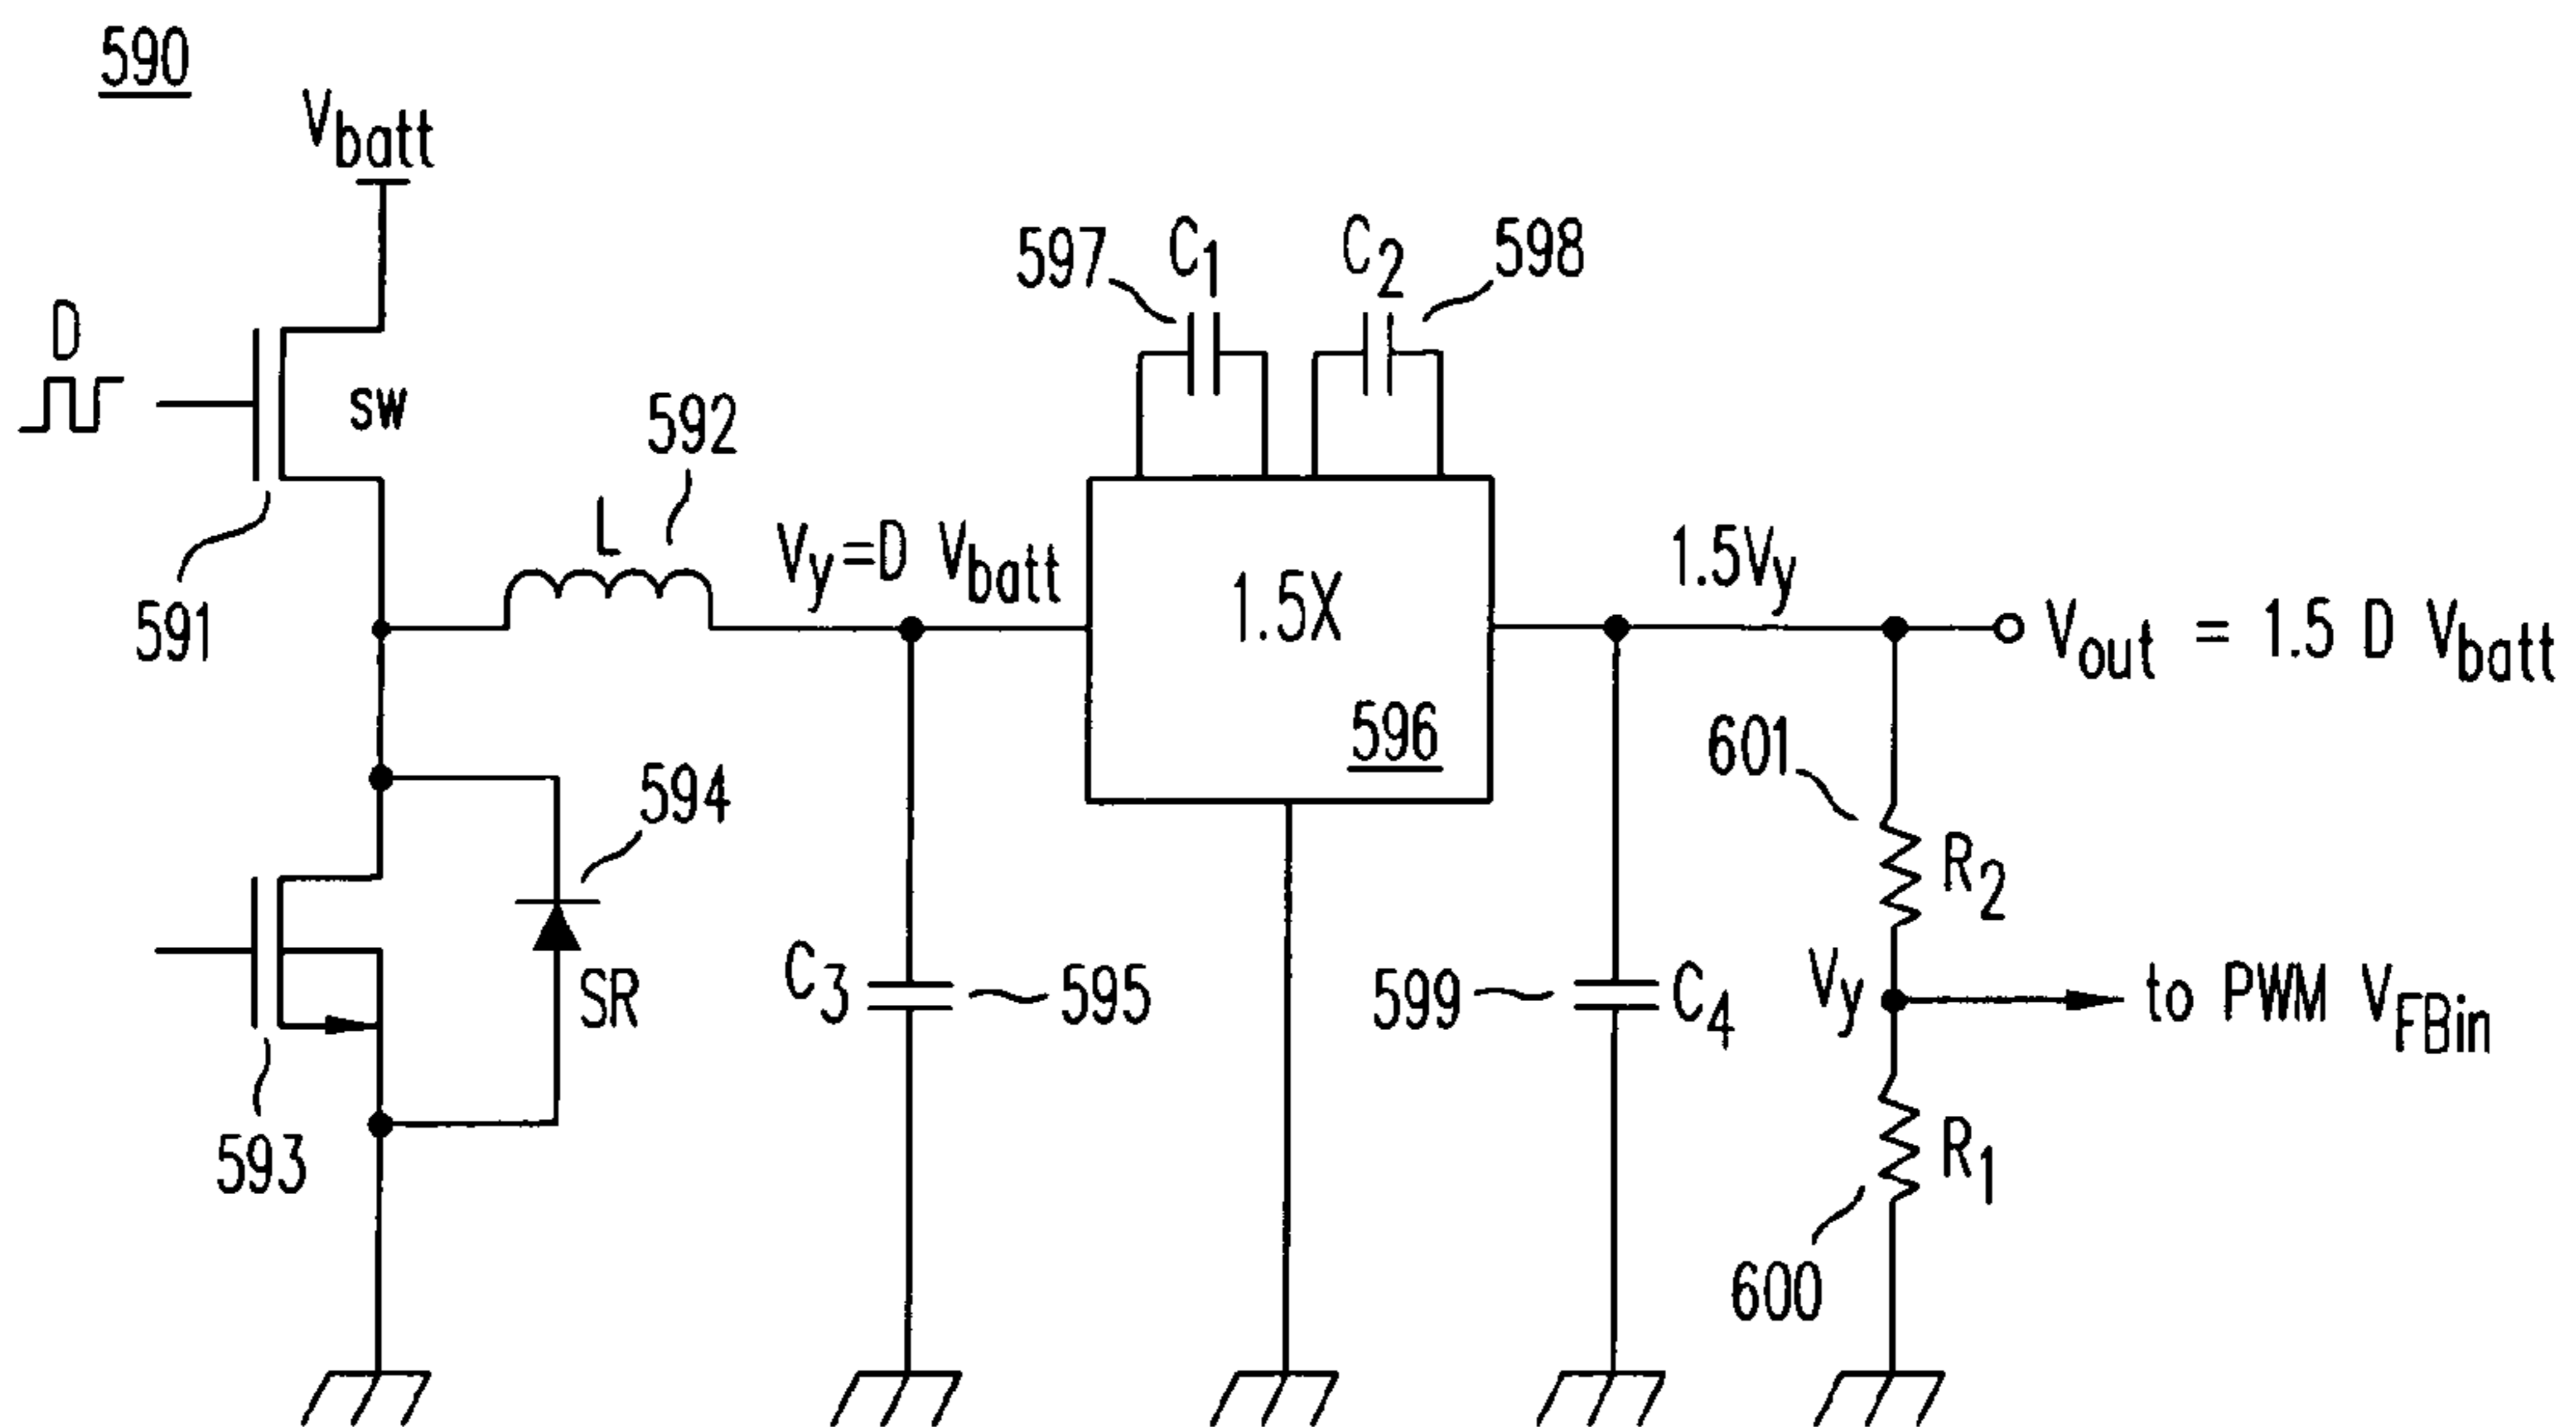 590
Vbatt
D
sw
591
L
592
Vy=D Vbatt
597
C1
C2
598
1.5X
596
1.5Vy
Vout = 1.5 D Vbatt
601
R2
594
SR
593
C3
595
599
C4
Vy
to PWM VFBin
R1
600